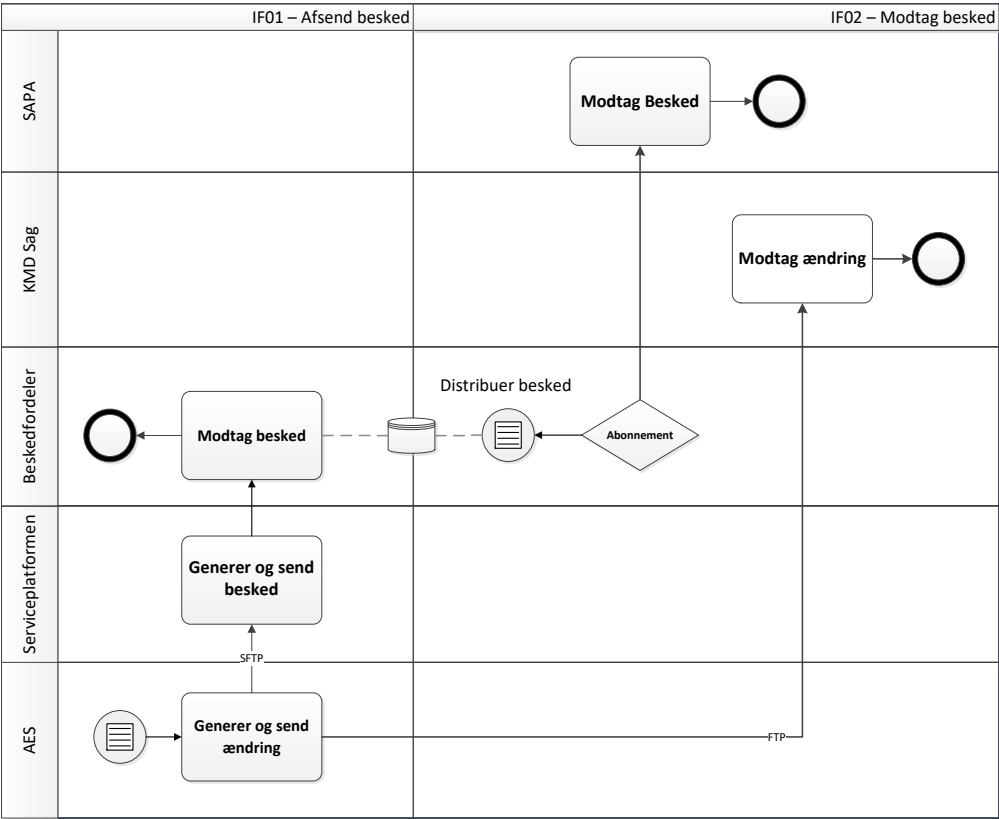 IF01 – Afsend besked
IF02 – Modtag besked
SAPA
Modtag Besked
KMD Sag
Modtag ændring
Beskedfordeler
Modtag besked
Distribuer besked
Abonnement
Serviceplatformen
Generer og send
besked
SFTP
AES
Generer og send
ændring
FTP